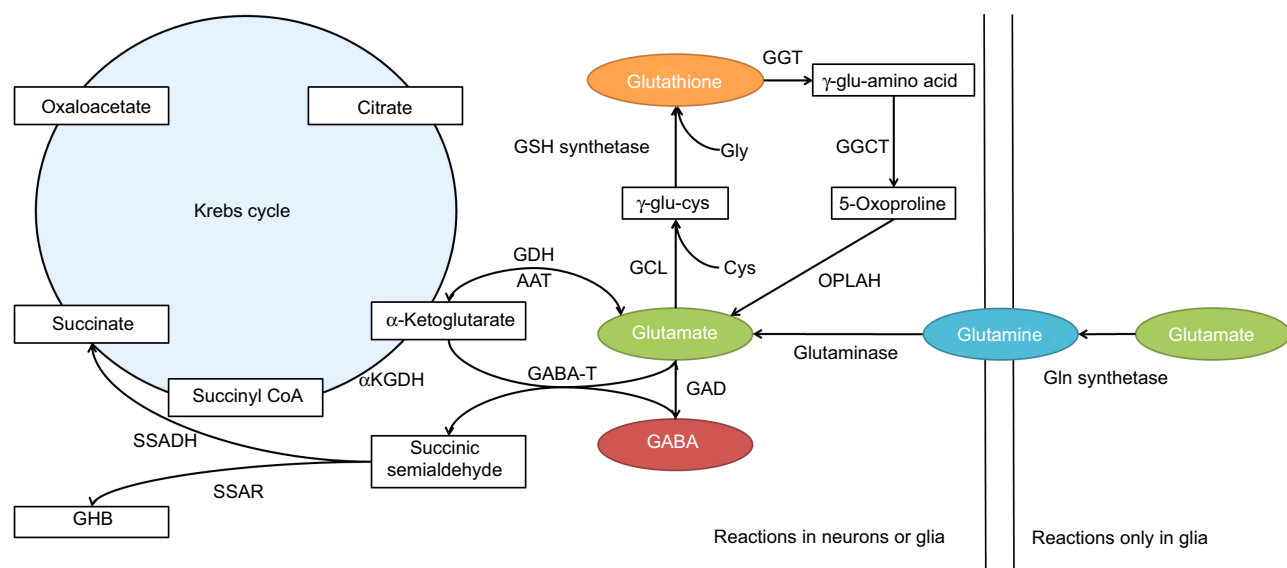 GGT
Glutathione
γ-glu-amino acid
Oxaloacetate
Citrate
GSH synthetase
Gly
GGCT
Krebs cycle
γ-glu-cys
5-Oxoproline
GDH
AAT
GCL
Cys
OPLAH
Succinate
α-Ketoglutarate
Glutamate
Glutamine
Glutamate
Glutaminase
Gln synthetase
αKGDH
GABA-T
GAD
Succinyl CoA
SSADH
Succinic
semialdehyde
GABA
SSAR
GHB
Reactions in neurons or glia
Reactions only in glia